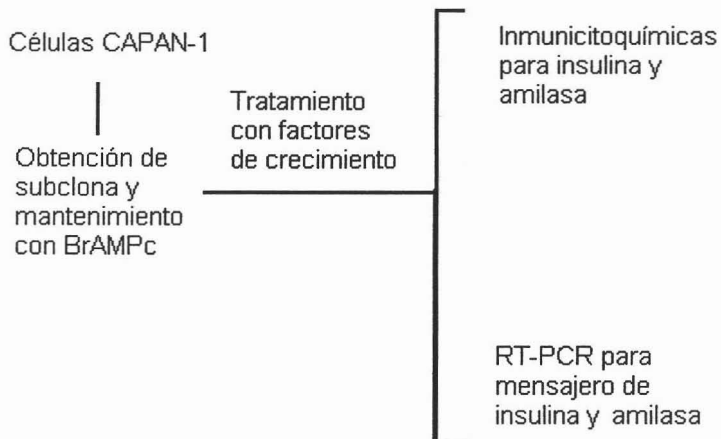 Células CAPAN-1
Obtención de
subclona y
mantenimiento
con BrAMPc
Tratamiento
con factores
de crecimiento
Inmunicitoquímicas
para insulina y
amilasa
RT-PCR para
mensajero de
insulina y amilasa